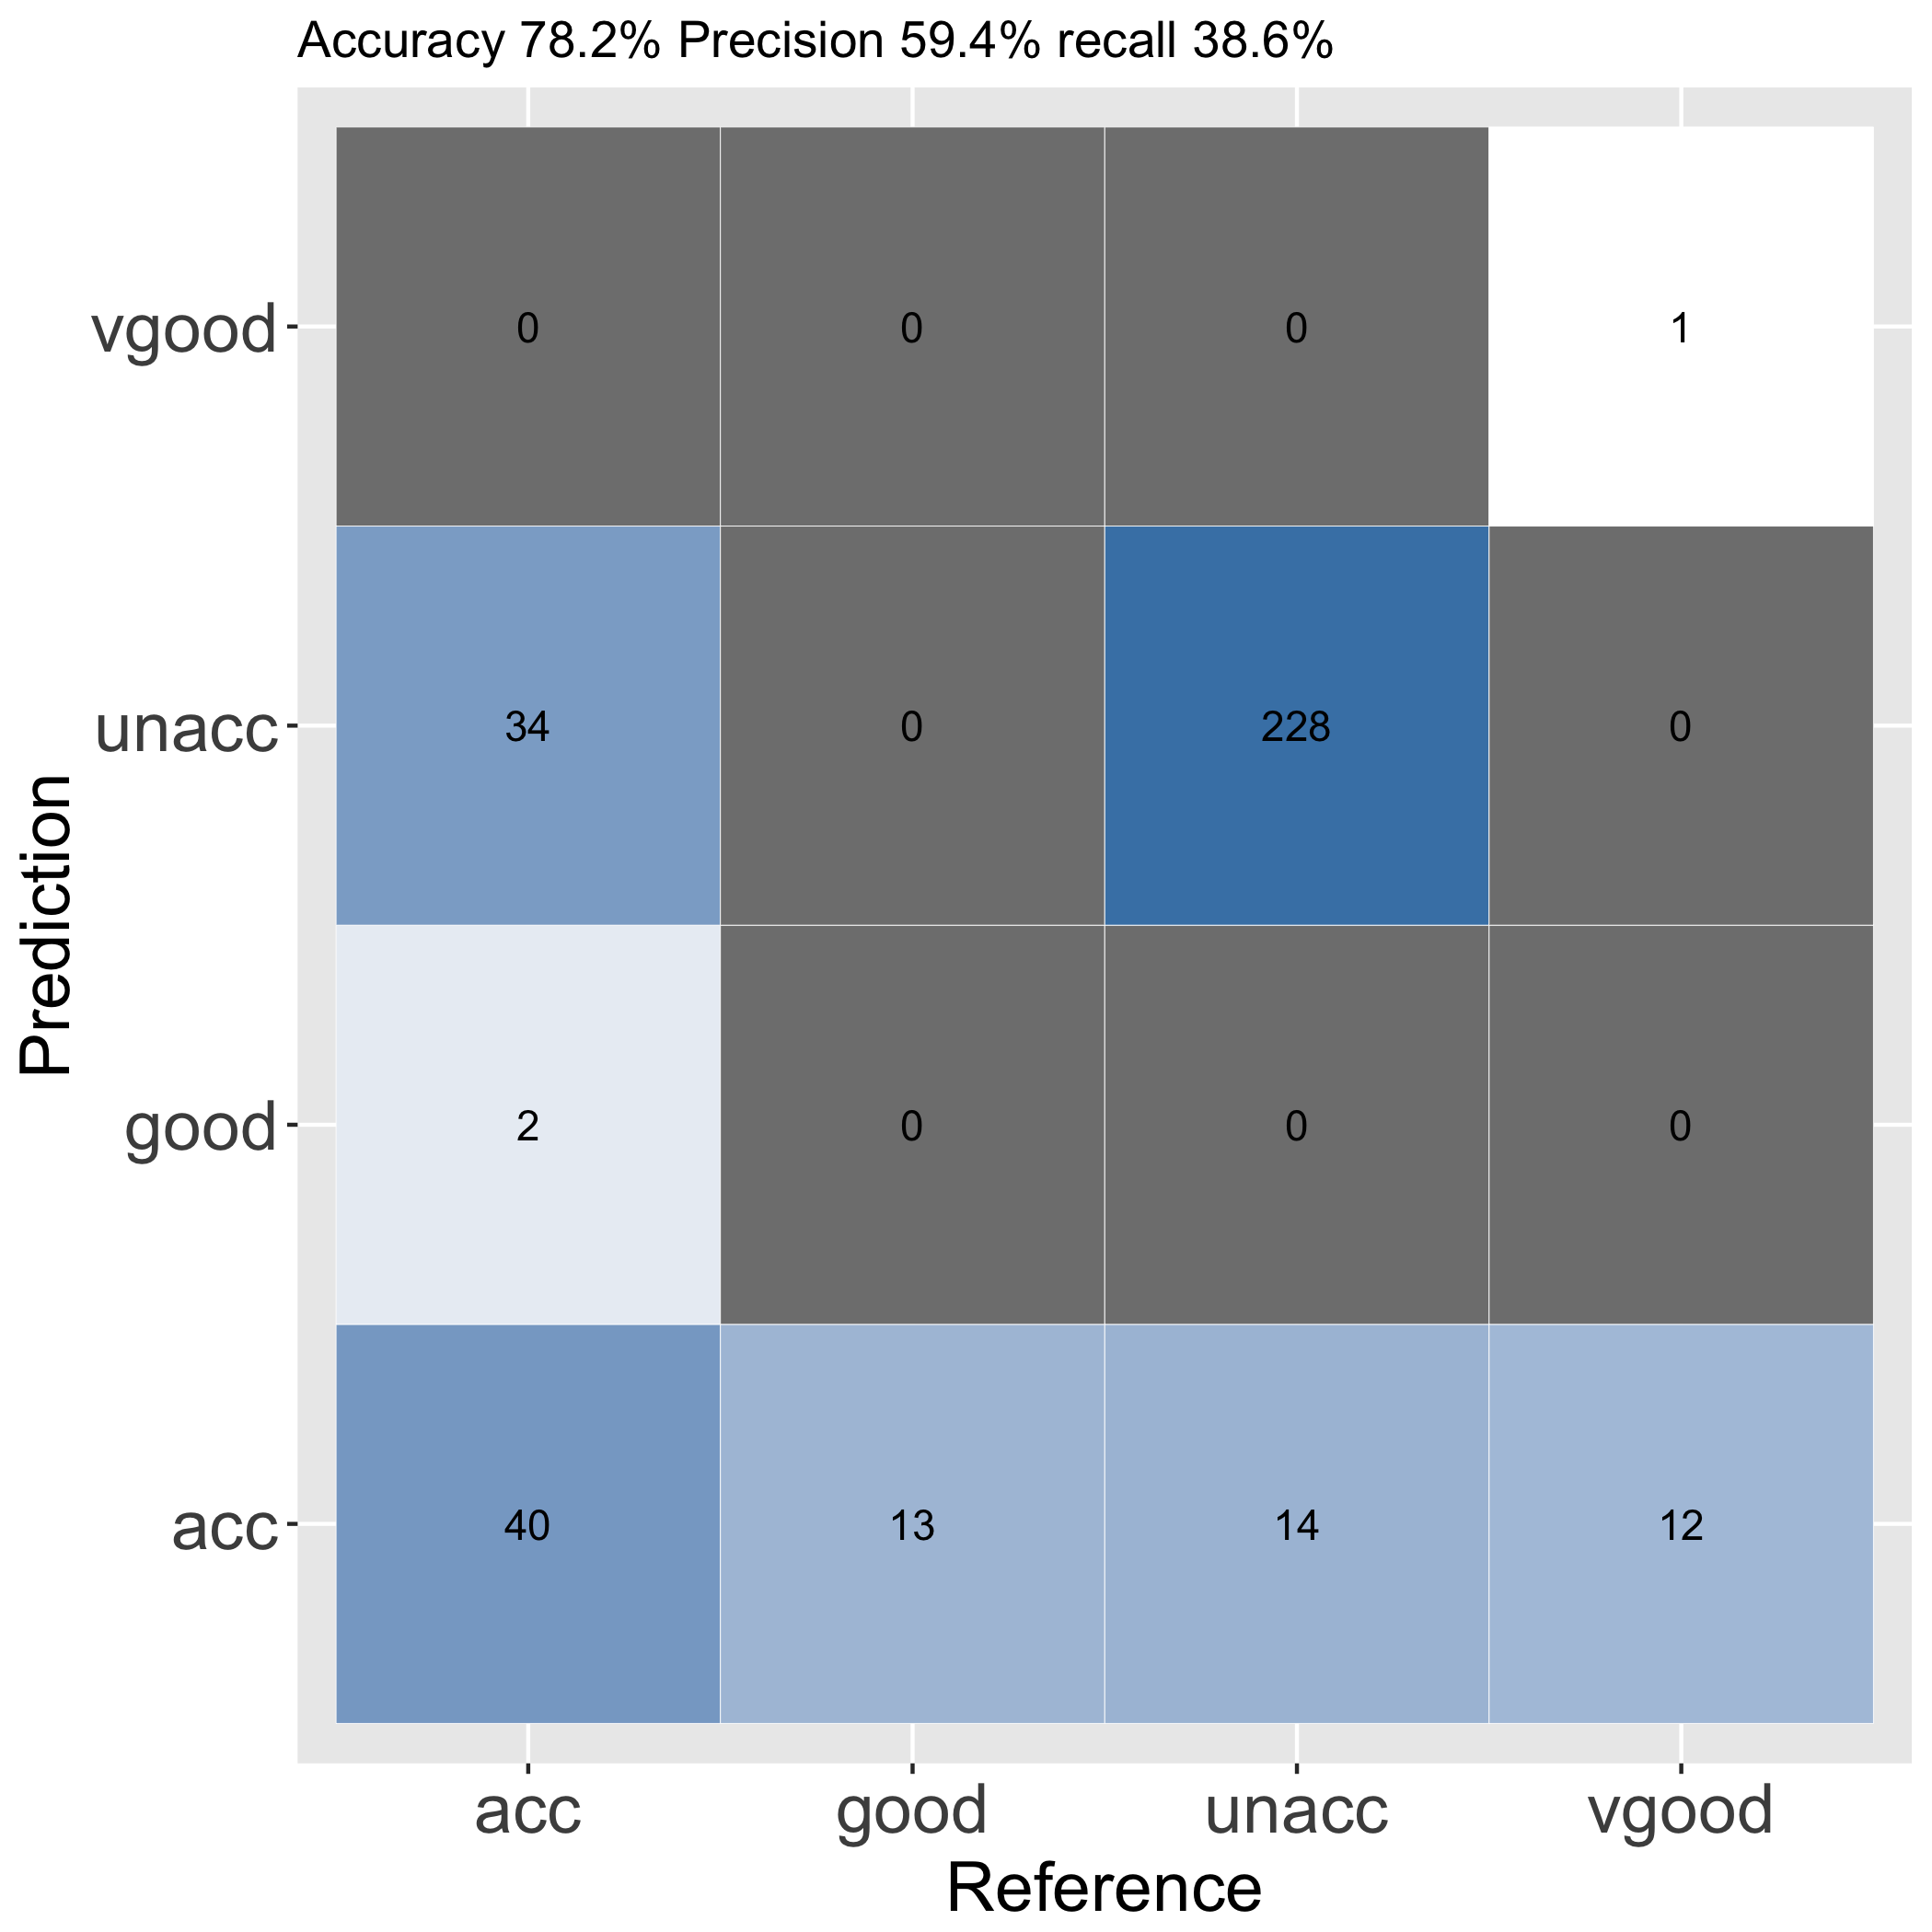 Accuracy 78.2% Precision 59.4% recall 38.6%
vgood 0 0 0 1
unacc 34 0 228 0
good 2 0 0 0
acc 40 13 14 12
Prediction
acc good unacc vgood
Reference